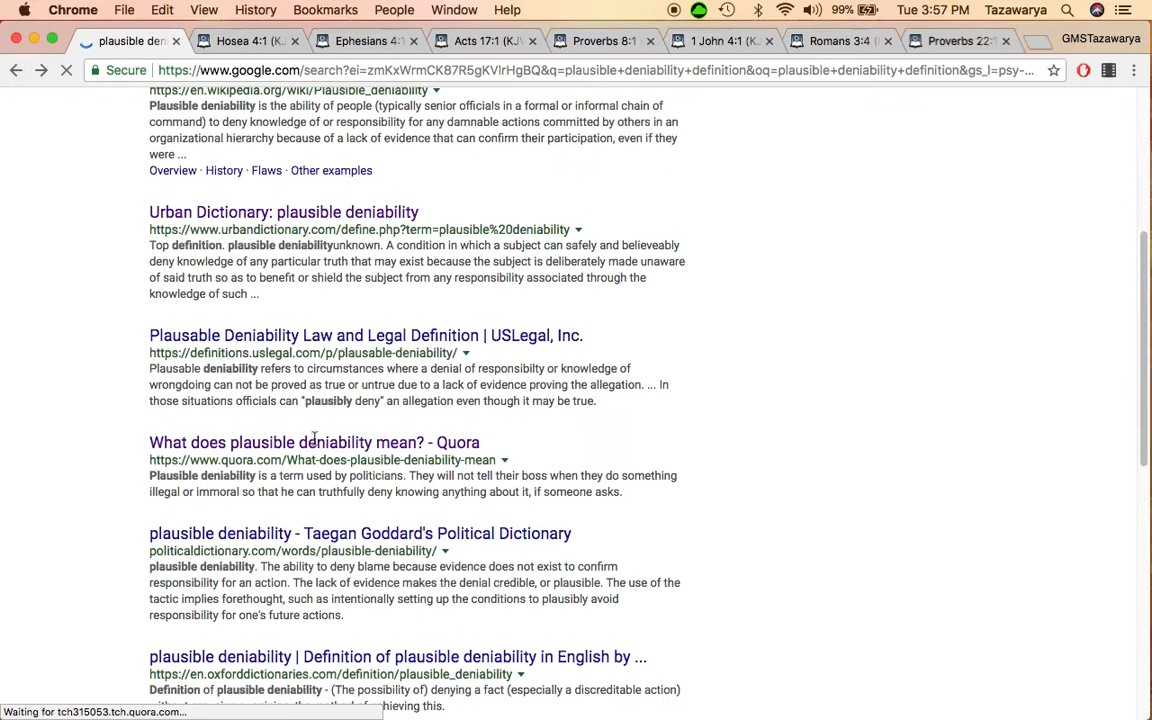 Chrome File Edit View History Bookmarks People Window Help 99% Tue 3:57 PM Tazawarya
plausible den Hosea 4:1 (K. Ephesians 4:1 Acts 17:1 (KJV Proverbs 8:1 1 John 4:1 (KJ Romans 3:4 ( Proverbs 22:1 GMSTazawarya
Secure https://www.google.com/search?ei=zmKxWrmCK87R5gKVlrHgBQ&q=plausible+deniability+definition&oq=plausible+deniability+definition&gs_l=psy-...
https://en.wikipedia.org/wiki/Plausible_deniability
Plausible deniability is the ability of people (typically senior officials in a formal or informal chain of
command) to deny knowledge of or responsibility for any damnable actions committed by others in an
organizational hierarchy because of a lack of evidence that can confirm their participation, even if they
were ...
Overview · History · Flaws · Other examples
Urban Dictionary: plausible deniability
https://www.urbandictionary.com/define.php?term=plausible%20deniability
Top definition. plausible deniabilityunknown. A condition in which a subject can safely and believeably
deny knowledge of any particular truth that may exist because the subject is deliberately made unaware
of said truth so as to benefit or shield the subject from any responsibility associated through the
knowledge of such ...
Plausable Deniability Law and Legal Definition | USLegal, Inc.
https://definitions.uslegal.com/p/plausable-deniability/
Plausable deniability refers to circumstances where a denial of responsibilty or knowledge of
wrongdoing can not be proved as true or untrue due to a lack of evidence proving the allegation. ... In
those situations officials can "plausibly deny" an allegation even though it may be true.
What does plausible deniability mean? - Quora
https://www.quora.com/What-does-plausible-deniability-mean
Plausible deniability is a term used by politicians. They will not tell their boss when they do something
illegal or immoral so that he can truthfully deny knowing anything about it, if someone asks.
plausible deniability - Taegan Goddard's Political Dictionary
politicaldictionary.com/words/plausible-deniability/
plausible deniability. The ability to deny blame because evidence does not exist to confirm
responsibility for an action. The lack of evidence makes the denial credible, or plausible. The use of the
tactic implies forethought, such as intentionally setting up the conditions to plausibly avoid
responsibility for one's future actions.
plausible deniability | Definition of plausible deniability in English by ...
https://en.oxforddictionaries.com/definition/plausible_deniability
Definition of plausible deniability - (The possibility of) denying a fact (especially a discreditable action)
Waiting for tch315053.tch.quora.com...